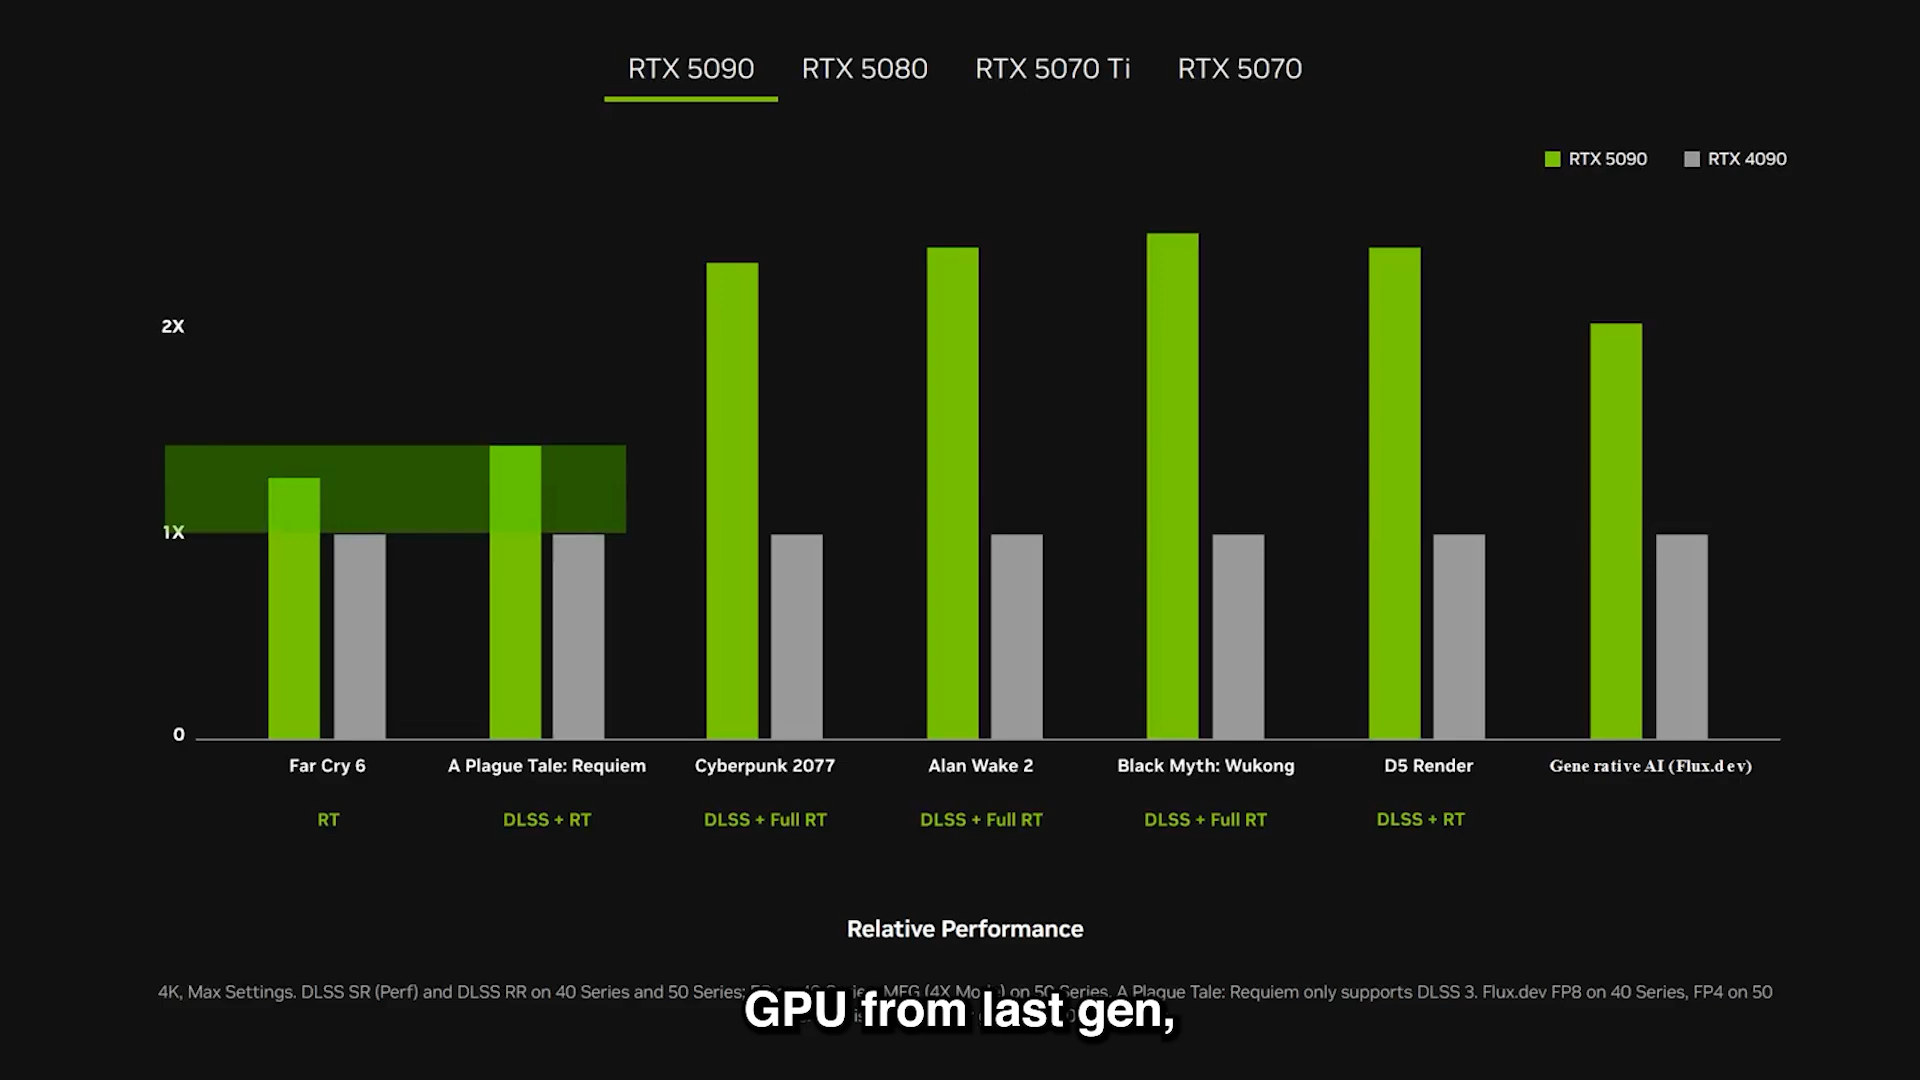 RTX 5090 RTX 5080 RTX 5070 Ti RTX 5070
RTX 5090 RTX 4090
2X
1X
0
Far Cry 6 A Plague Tale: Requiem Cyberpunk 2077 Alan Wake 2 Black Myth: Wukong D5 Render Generative AI (Flux.dev)
RT DLSS + RT DLSS + Full RT DLSS + Full RT DLSS + Full RT DLSS + RT
Relative Performance
4K, Max Settings. DLSS SR (Perf) and DLSS RR on 40 Series and 50 Series; MFG (4X Mode) on 50 Series. A Plague Tale: Requiem only supports DLSS 3. Flux.dev FP8 on 40 Series, FP4 on 50
GPU from last gen,